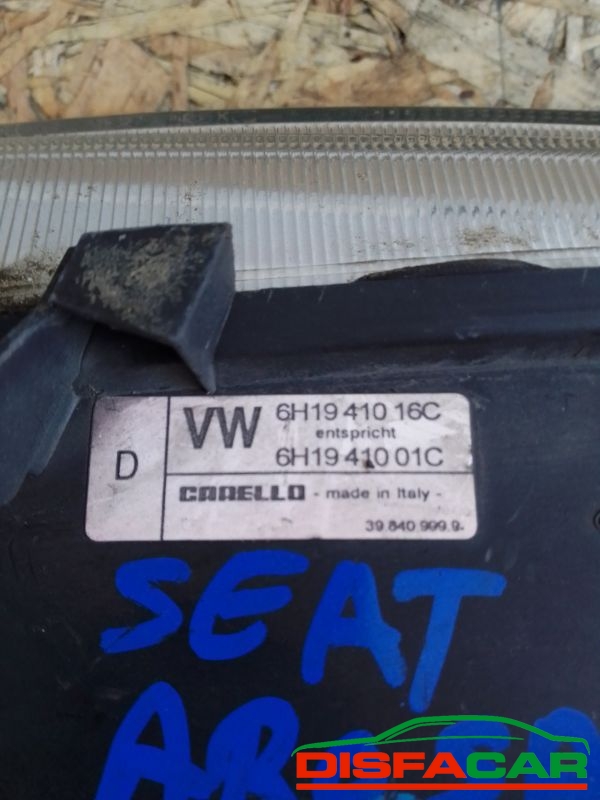 D
VW 6H19 410 16C
entspricht
6H19 410 01C
CARELLO - made in Italy -
39.840.999.9.
SEAT
DISFACAR